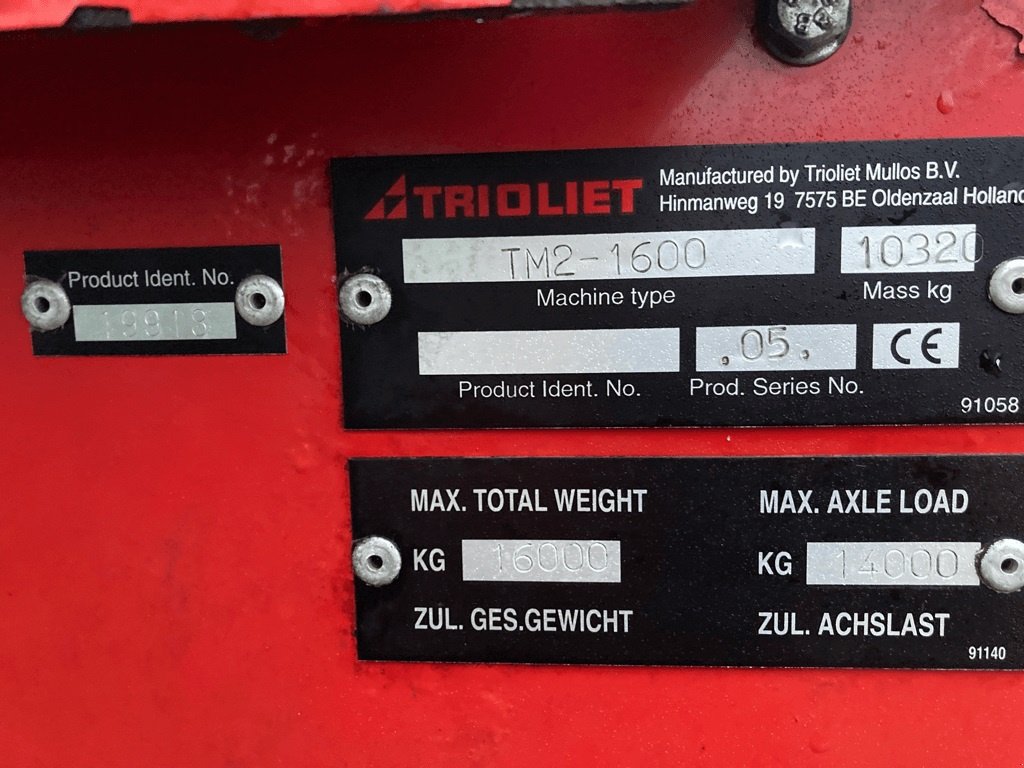 Product Ident. No.
19913
TRIOLIET
Manufactured by Trioliet Mullos B.V.
Hinmanweg 19 7575 BE Oldenzaal Holland
TM2-1600
10320
Machine type
Mass kg
.05.
CE
Product Ident. No.
Prod. Series No.
91058
MAX. TOTAL WEIGHT
KG 16000
ZUL. GES.GEWICHT
MAX. AXLE LOAD
KG 14000
ZUL. ACHSLAST
91140